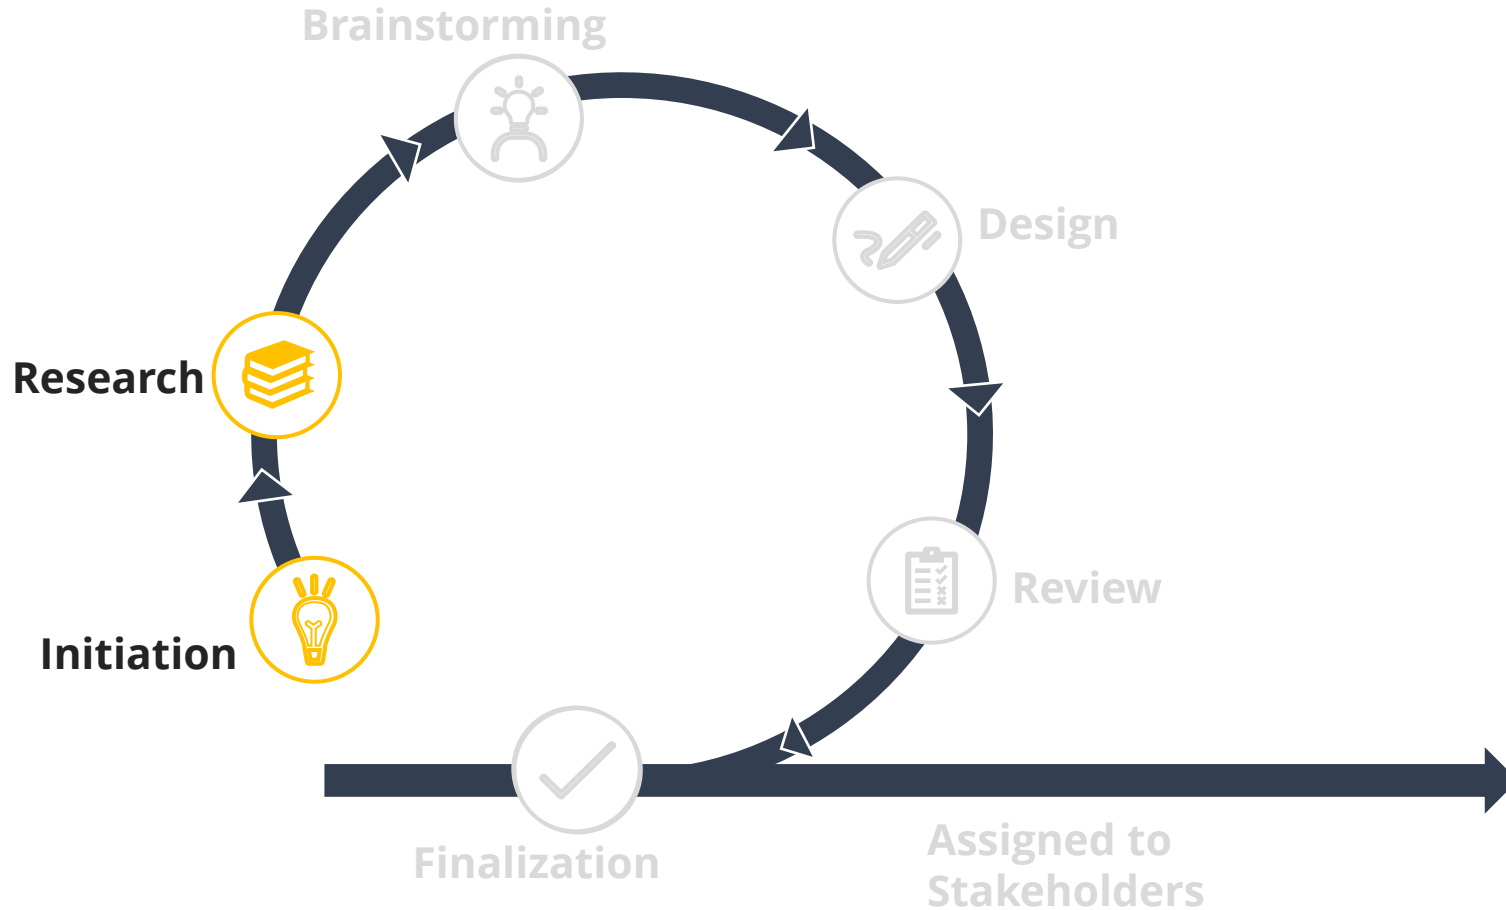 Brainstorming
Design
Research
Review
Initiation
Finalization
Assigned to
Stakeholders